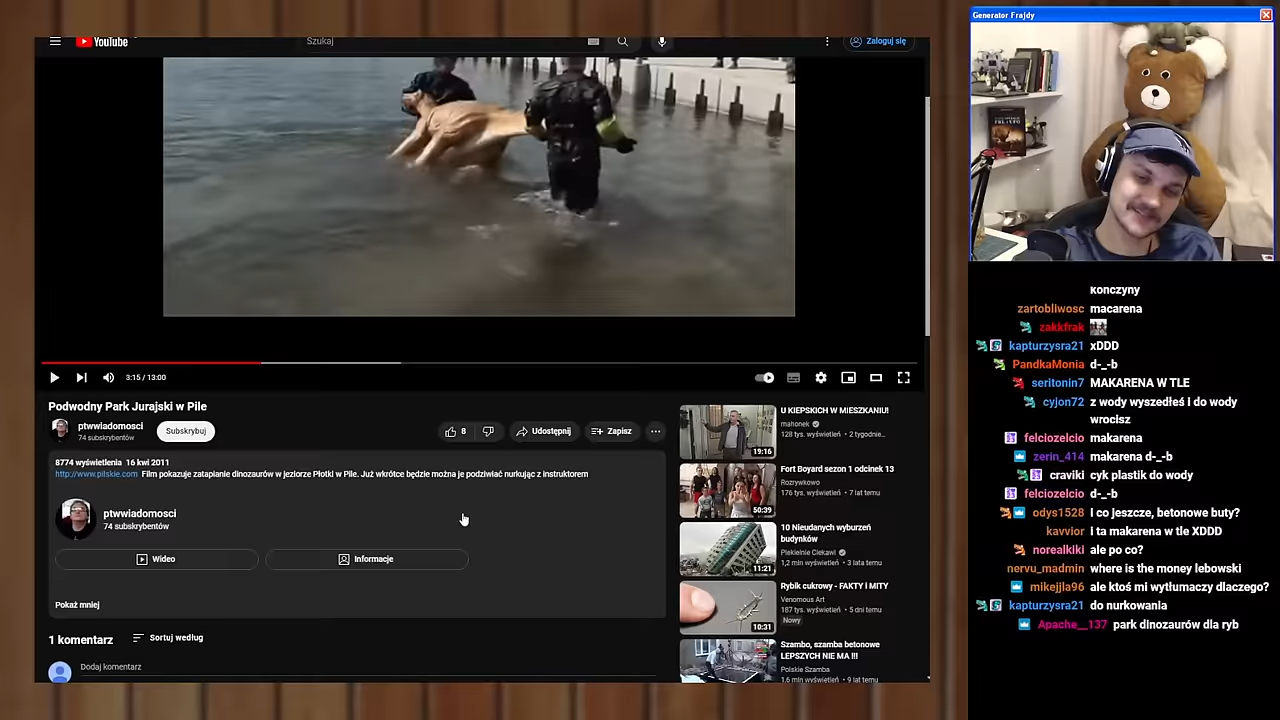 YouTube
Szukaj
Zaloguj się
3:15 / 13:00
Podwodny Park Jurajski w Pile
ptwwiadomosci
74 subskrybentów
Subskrybuj
8
Udostępnij
Zapisz
8774 wyświetlenia 16 kwi 2011
http://www.pilskie.com Film pokazuje zatapianie dinozaurów w jeziorze Płotki w Pile. Już wkrótce będzie można je podziwiać nurkując z instruktorem
ptwwiadomosci
74 subskrybentów
Wideo
Informacje
Pokaż mniej
1 komentarz
Sortuj według
Dodaj komentarz
U KIEPSKICH W MIESZKANIU!
mahonek
128 tys. wyświetleń • 2 tygodnie...
19:16
Fort Boyard sezon 1 odcinek 13
Rozrywkowo
176 tys. wyświetleń • 7 lat temu
50:39
10 Nieudanych wyburzeń
budynków
Piekielnie Ciekawi
1,2 mln wyświetleń • 3 lata temu
11:21
Rybik cukrowy - FAKTY i MITY
Venomous Art
187 tys. wyświetleń • 5 dni temu
Nowy
10:31
Szambo, szamba betonowe
LEPSZYCH NIE MA !!!
Polskie Szamba
1,6 mln wyświetleń • 9 lat temu
Generator Frajdy
konczyny
zartobliwosc macarena
zakkfrak
kapturzysra21 xDDD
PandkaMonia d-_-b
seritonin7 MAKARENA W TLE
cyjon72 z wody wyszedłeś i do wody
wrocisz
felciozelcio makarena
zerin_414 makarena d-_-b
craviki cyk plastik do wody
felciozelcio d-_-b
odys1528 I co jeszcze, betonowe buty?
kavvior i ta makarena w tle XDDD
norealkiki ale po co?
nervu_madmin where is the money lebowski
mikejjla96 ale ktoś mi wytłumaczy dlaczego?
kapturzysra21 do nurkowania
Apache__137 park dinozaurów dla ryb